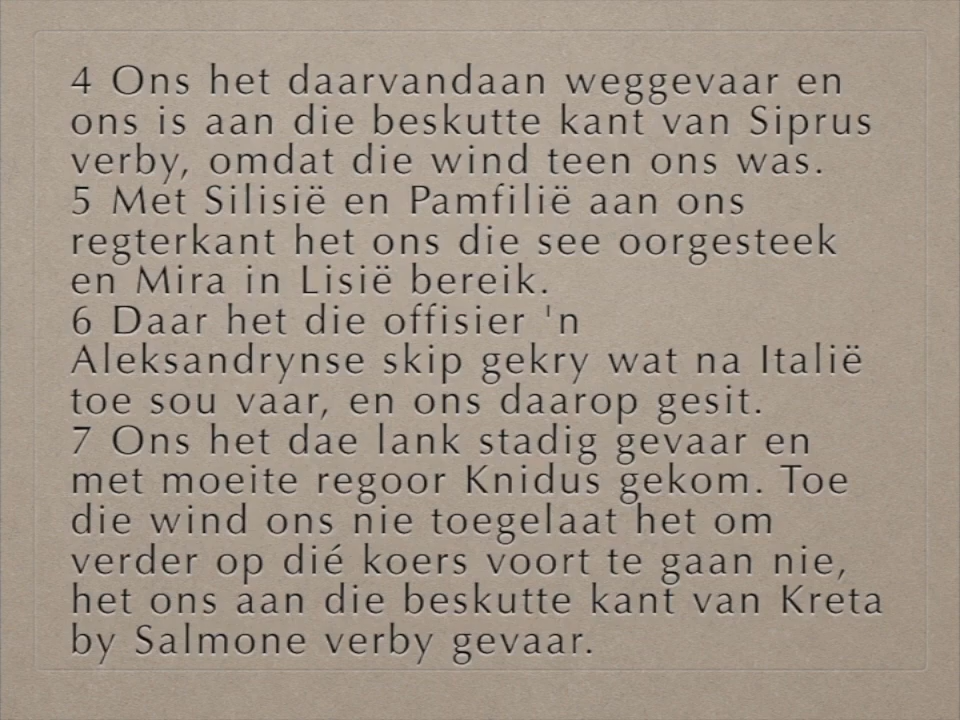 4 Ons het daarvandaan weggevaar en
ons is aan die beskutte kant van Siprus
verby, omdat die wind teen ons was.
5 Met Silisië en Pamfilië aan ons
regterkant het ons die see oorgesteek
en Mira in Lisië bereik.
6 Daar het die offisier 'n
Aleksandrynse skip gekry wat na Italië
toe sou vaar, en ons daarop gesit.
7 Ons het dae lank stadig gevaar en
met moeite regoor Knidus gekom. Toe
die wind ons nie toegelaat het om
verder op dié koers voort te gaan nie,
het ons aan die beskutte kant van Kreta
by Salmone verby gevaar.